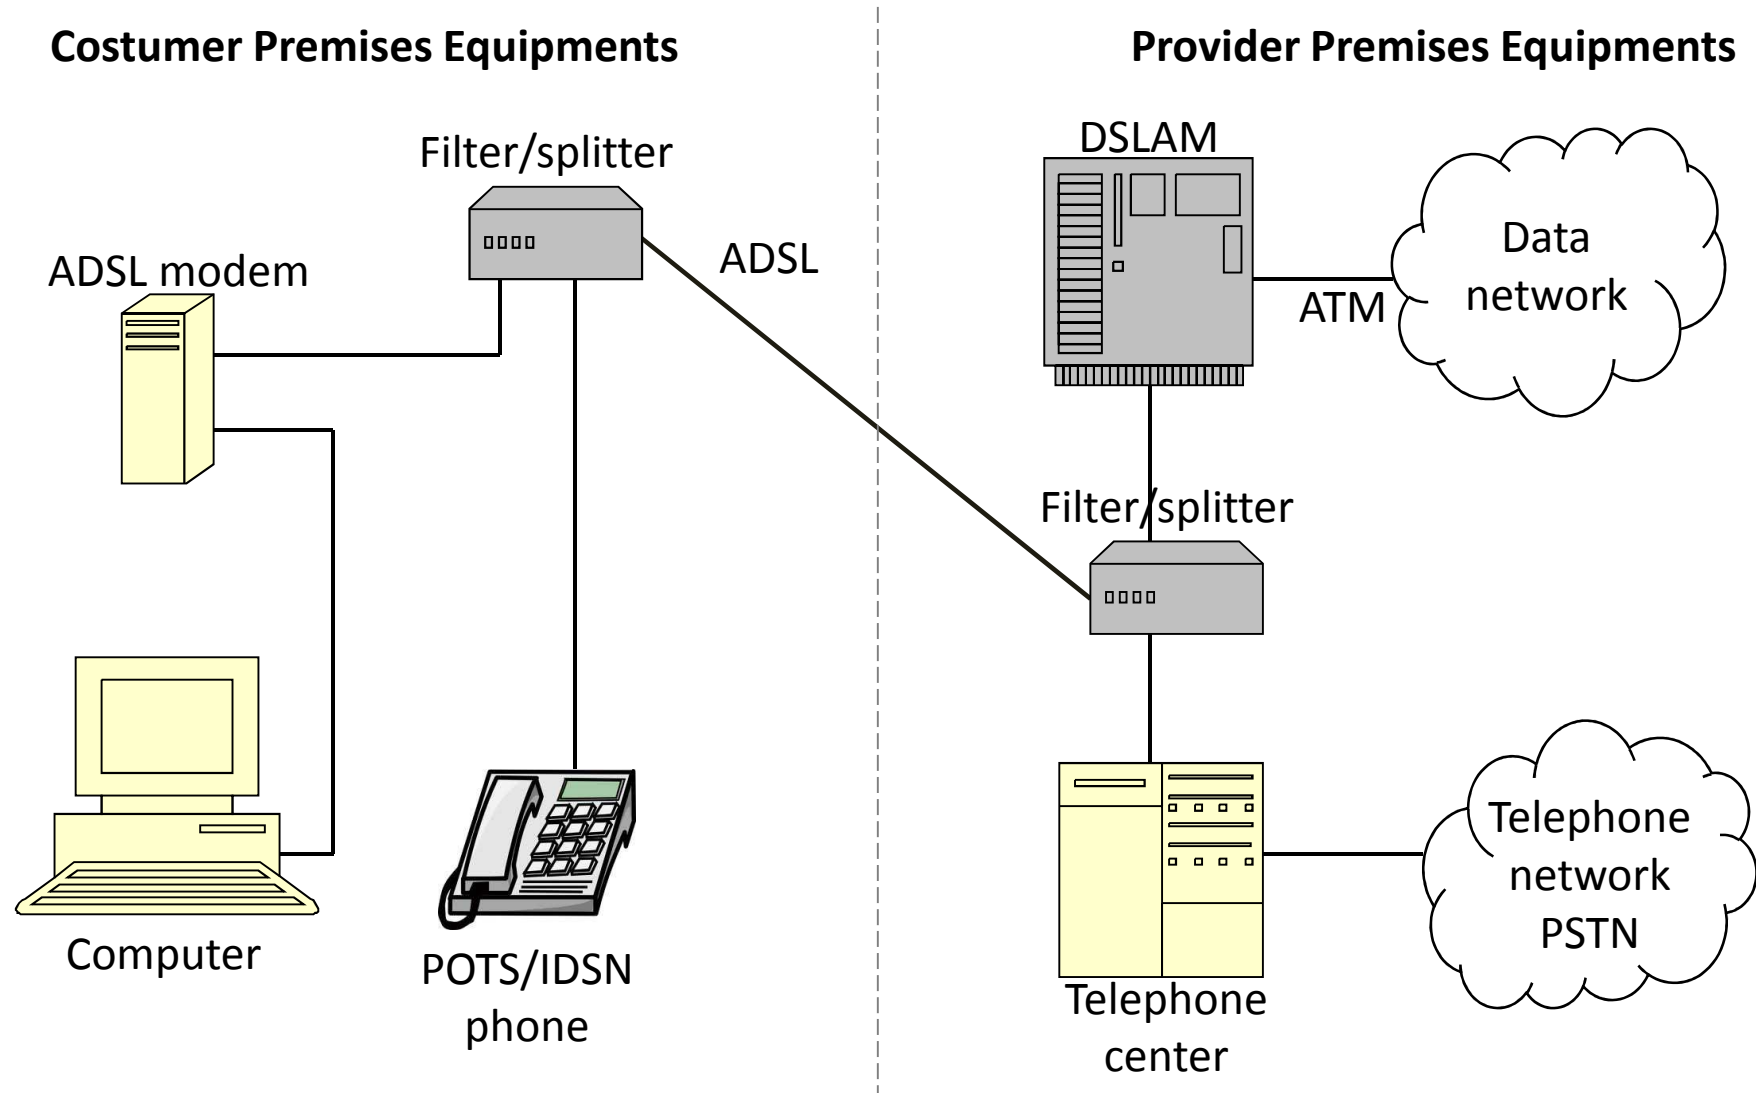 Costumer Premises Equipments
Provider Premises Equipments
Filter/splitter
ADSL modem
ADSL
Computer
POTS/IDSN
phone
DSLAM
ATM
Data
network
Filter/splitter
Telephone
center
Telephone
network
PSTN